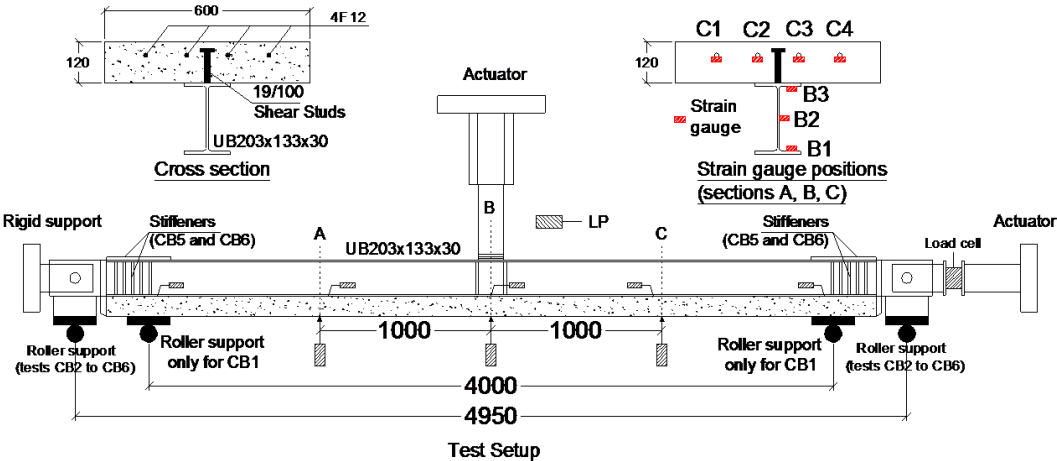 600
4F12
120
19/100
Shear Studs
UB203x133x30
Cross section
Actuator
C1 C2 C3 C4
120
B3
B2
B1
Strain
gauge
Strain gauge positions
(sections A, B, C)
Rigid support
Stiffeners
(CB5 and CB6)
A
B
C
LP
UB203x133x30
Stiffeners
(CB5 and CB6)
Actuator
Load cell
1000
1000
Roller support
(tests CB2 to CB6)
Roller support
only for CB1
Roller support
only for CB1
Roller support
(tests CB2 to CB6)
4000
4950
Test Setup